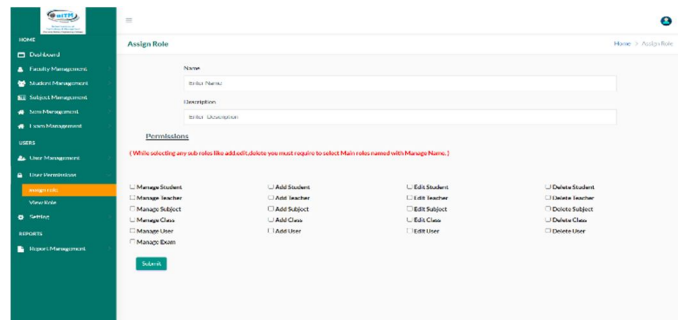 HOME
Dashboard
Faculty Management
Student Management
Subject Management
Sem Management
Exam Management
USERS
User Management
User Permissions
assign role
View Role
Setting
REPORTS
Report Management
Assign Role
Home > Assign Role
Name
Enter Name
Description
Enter Description
Permissions
( While selecting any sub roles like add,edit,delete you must require to select Main roles named with Manage Name. )
Manage Student Add Student Edit Student Delete Student
Manage Teacher Add Teacher Edit Teacher Delete Teacher
Manage Subject Add Subject Edit Subject Delete Subject
Manage Class Add Class Edit Class Delete Class
Manage User Add User Edit User Delete User
Manage Exam
Submit